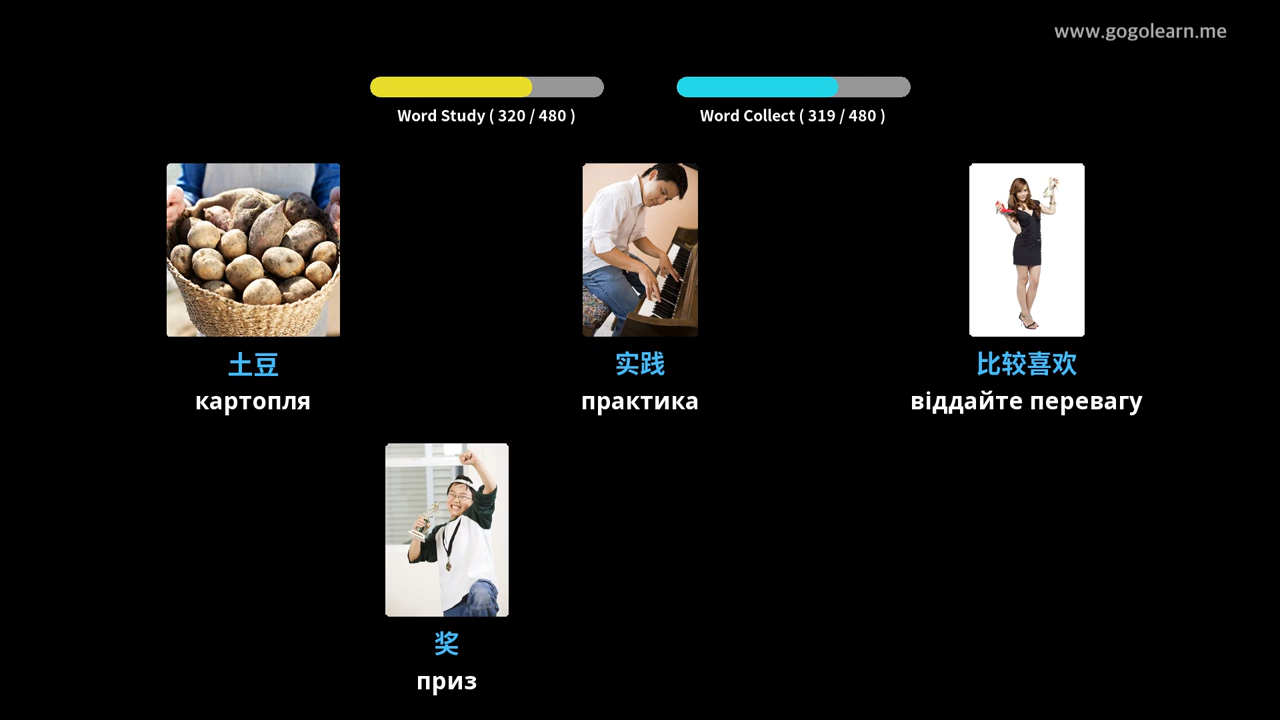 www.gogolearn.me
Word Study ( 320 / 480 )
Word Collect ( 319 / 480 )
土豆
картопля
实践
практика
比较喜欢
віддайте перевагу
奖
приз